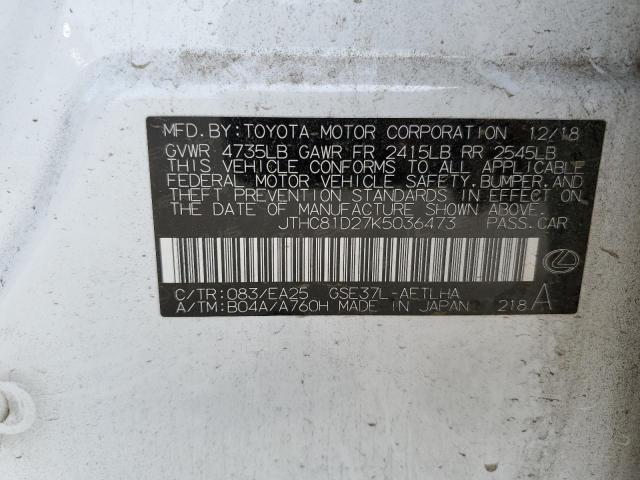 MFD.BY:TOYOTA MOTOR CORPORATION 12/18
GVWR 4735LB GAWR FR 2415LB RR 2545LB
THIS VEHICLE CONFORMS TO ALL APPLICABLE
FEDERAL MOTOR VEHICLE SAFETY,BUMPER,AND
THEFT PREVENTION STANDARDS IN EFFECT ON
THE DATE OF MANUFACTURE SHOWN ABOVE.
JTHC81D27K5036473 PASS.CAR
C/TR:083/EA25 GSE37L-AETLHA
A/TM:B04A/A760H MADE IN JAPAN 218 A